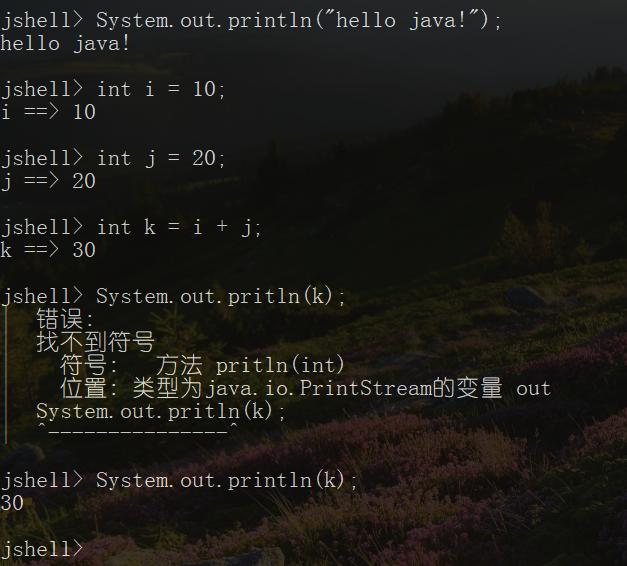 jshell> System.out.println("hello java!");
hello java!
jshell> int i = 10;
i ==> 10
jshell> int j = 20;
j ==> 20
jshell> int k = i + j;
k ==> 30
jshell> System.out.pritln(k);
|  错误:
|  找不到符号
|    符号:   方法 pritln(int)
|    位置: 类型为java.io.PrintStream的变量 out
|  System.out.pritln(k);
|  ^---------------^
jshell> System.out.println(k);
30
jshell>